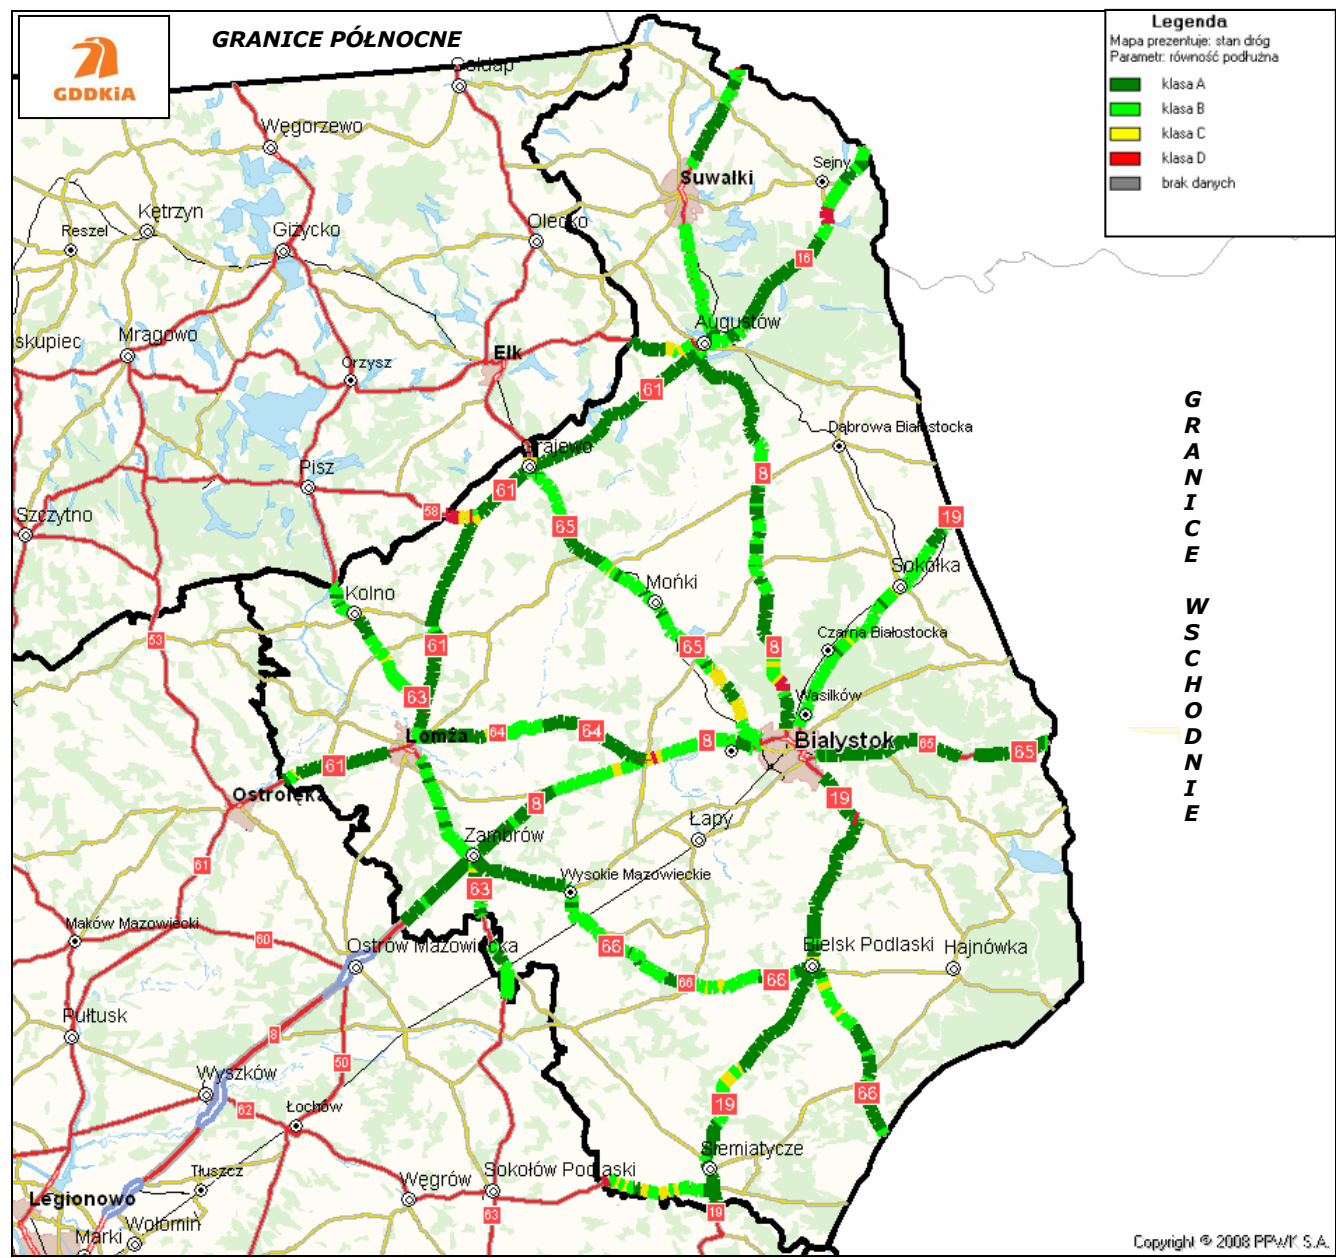 GRANICE PÓŁNOCNE
GDDKiA
Legenda
Mapa prezentuje: stan dróg
Parametr: równość podłużna
klasa A
klasa B
klasa C
klasa D
brak danych
Gołdap
Węgorzewo
Suwałki
Sejny
Kętrzyn
Reszel
Giżycko
Olecko
16
Augustów
skupiec
Mrągowo
Ełk
Orzysz
61
GRANICE WSCHODNIE
Dąbrowa Białostocka
Grajewo
8
Pisz
61
58
65
19
Szczytno
Sokółka
Mońki
Kolno
53
61
65
8
Czarna Białostocka
63
Wasilków
Łomża
64
64
8
Białystok
65
65
61
Ostrołęka
8
19
Łapy
Zambrów
61
63
Wysokie Mazowieckie
Maków Mazowiecki
60
Ostrów Mazowiecka
66
Bielsk Podlaski
Hajnówka
66
66
Pułtusk
8
50
Wyszków
62
Łochów
19
66
Siemiatycze
Tłuszcz
Węgrów
Sokołów Podlaski
Legionowo
63
19
Wołomin
Marki
Copyright © 2008 PPWK S.A.